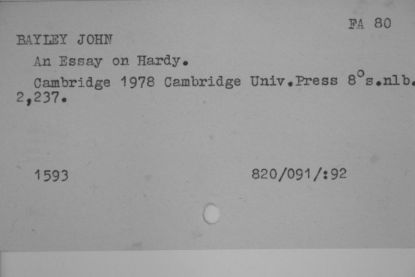 FA 80
BAYLEY JOHN
An Essay on Hardy.
Cambridge 1978 Cambridge Univ.Press 8°s.nlb.
2,237.
1593 820/091/:92